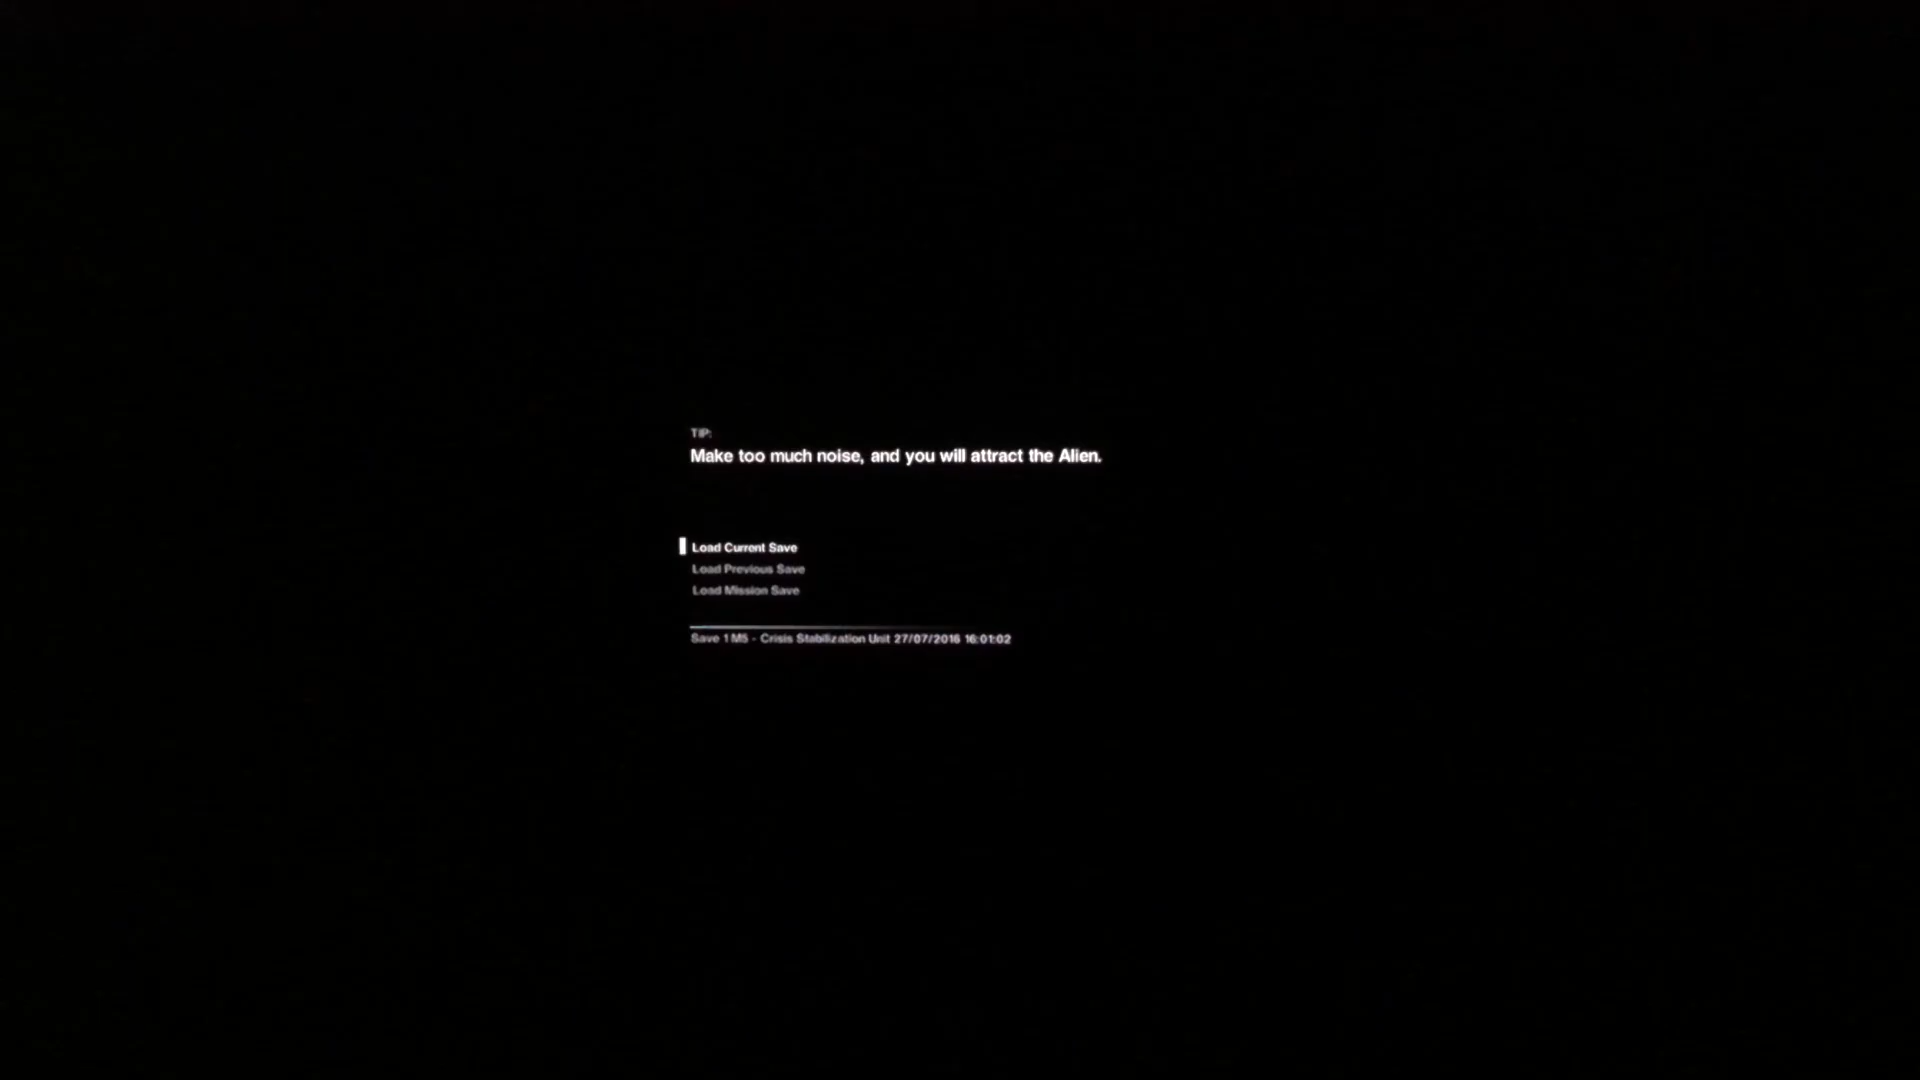 TIP:
Make too much noise, and you will attract the Alien.
Load Current Save
Load Previous Save
Load Mission Save
Save 1 M5 - Crisis Stabilization Unit 27/07/2016 16:01:02